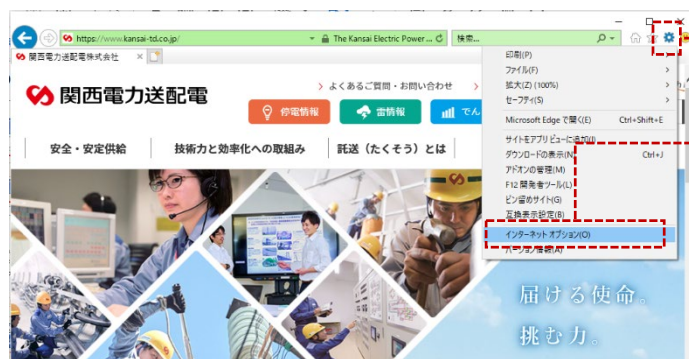 https://www.kansai-td.co.jp/
The Kansai Electric Power ...
検索...
関西電力送配電株式会社
関西電力送配電
よくあるご質問・お問い合わせ
停電情報
雷情報
でん
安全・安定供給
技術力と効率化への取組み
託送(たくそう)とは
印刷(P)
ファイル(F)
拡大(Z) (100%)
セーフティ(S)
Microsoft Edge で開く(E) Ctrl+Shift+E
サイトをアプリ ビューに追加(I)
ダウンロードの表示(N) Ctrl+J
アドオンの管理(M)
F12 開発者ツール(L)
ピン留めサイト(G)
互換表示設定(B)
インターネット オプション(O)
バージョン情報(A)
届ける使命。
挑む力。